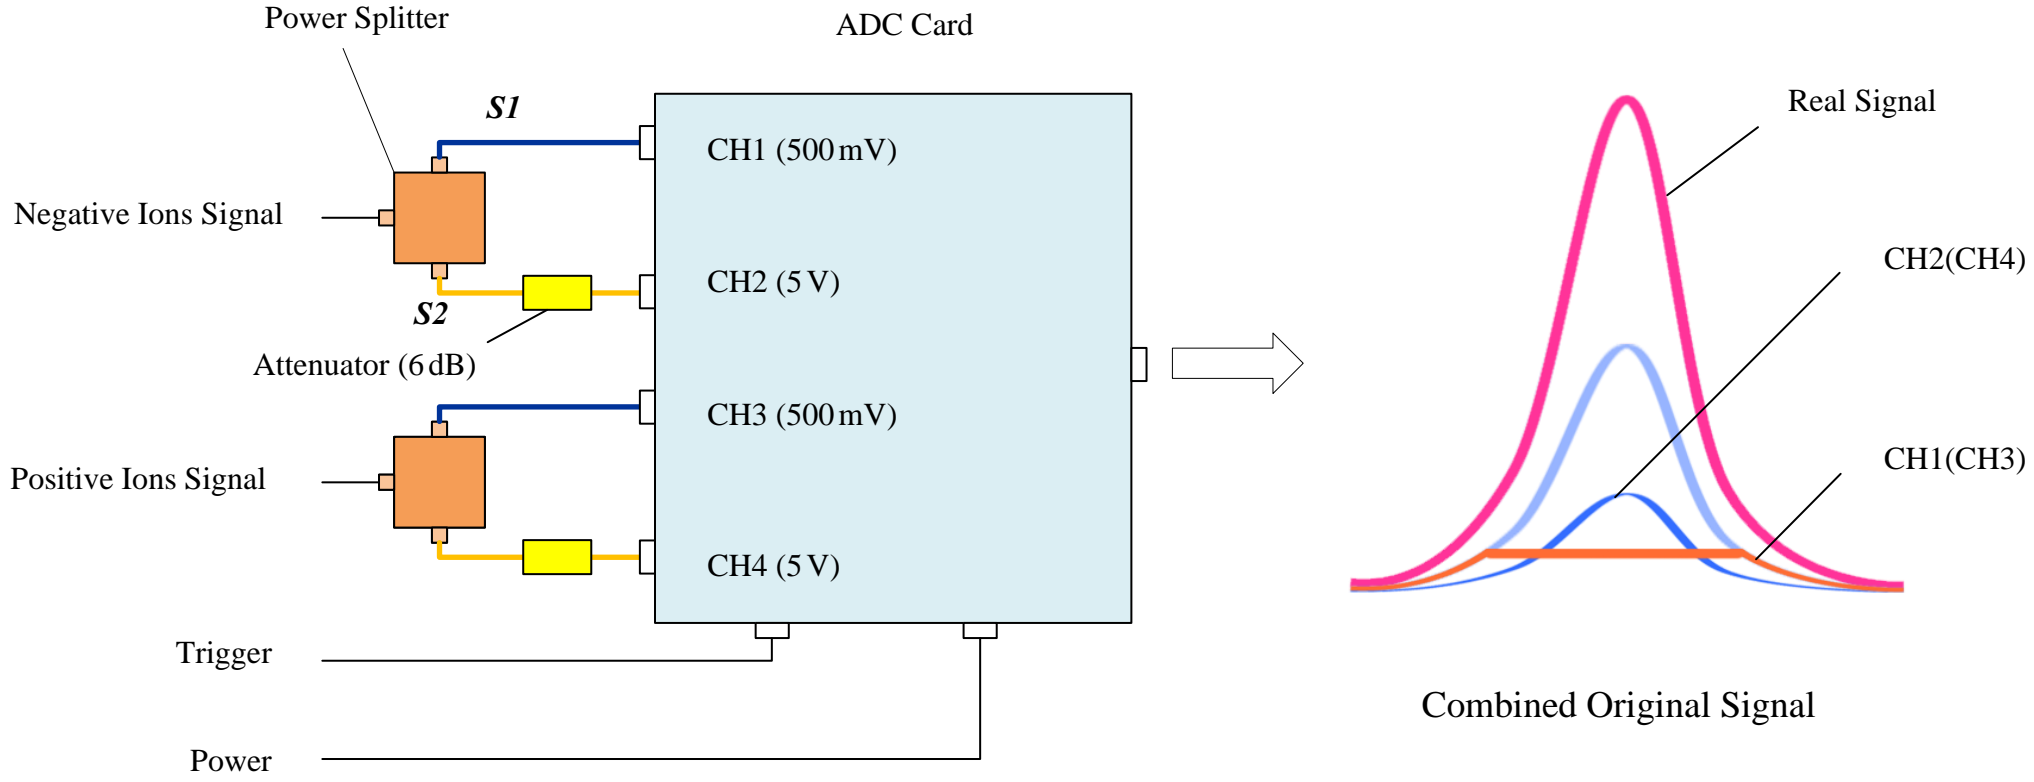 Power Splitter
ADC Card
S1
Real Signal
CH1 (500 mV)
Negative Ions Signal
CH2(CH4)
CH2 (5 V)
S2
Attenuator (6 dB)
CH3 (500 mV)
CH1(CH3)
Positive Ions Signal
CH4 (5 V)
Trigger
Combined Original Signal
Power